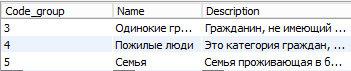 Code_group Name Description
3 Одинокие гр... Гражданин, не имеющий ...
4 Пожилые люди Это категория граждан, ...
5 Семья Семья проживающая в б...